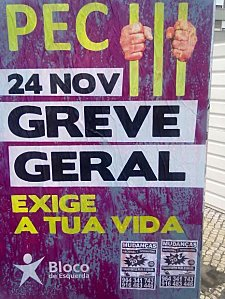 PEC
24 NOV
GREVE
GERAL
EXIGE
A TUA VIDA
Bloco
de Esquerda
MUDANÇAS
MUDANÇAS